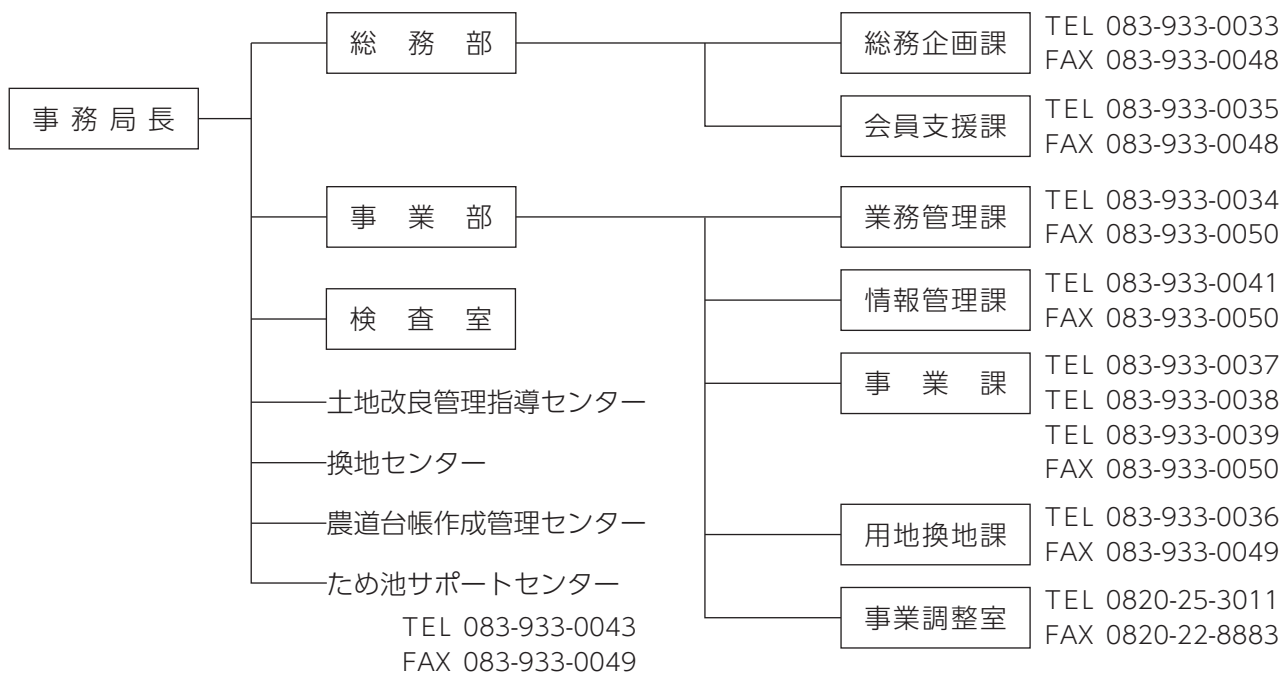 事務局長
総務部
総務企画課
TEL 083-933-0033
FAX 083-933-0048
会員支援課
TEL 083-933-0035
FAX 083-933-0048
事業部
業務管理課
TEL 083-933-0034
FAX 083-933-0050
情報管理課
TEL 083-933-0041
FAX 083-933-0050
事業課
TEL 083-933-0037
TEL 083-933-0038
TEL 083-933-0039
FAX 083-933-0050
用地換地課
TEL 083-933-0036
FAX 083-933-0049
事業調整室
TEL 0820-25-3011
FAX 0820-22-8883
検査室
土地改良管理指導センター
換地センター
農道台帳作成管理センター
ため池サポートセンター
TEL 083-933-0043
FAX 083-933-0049